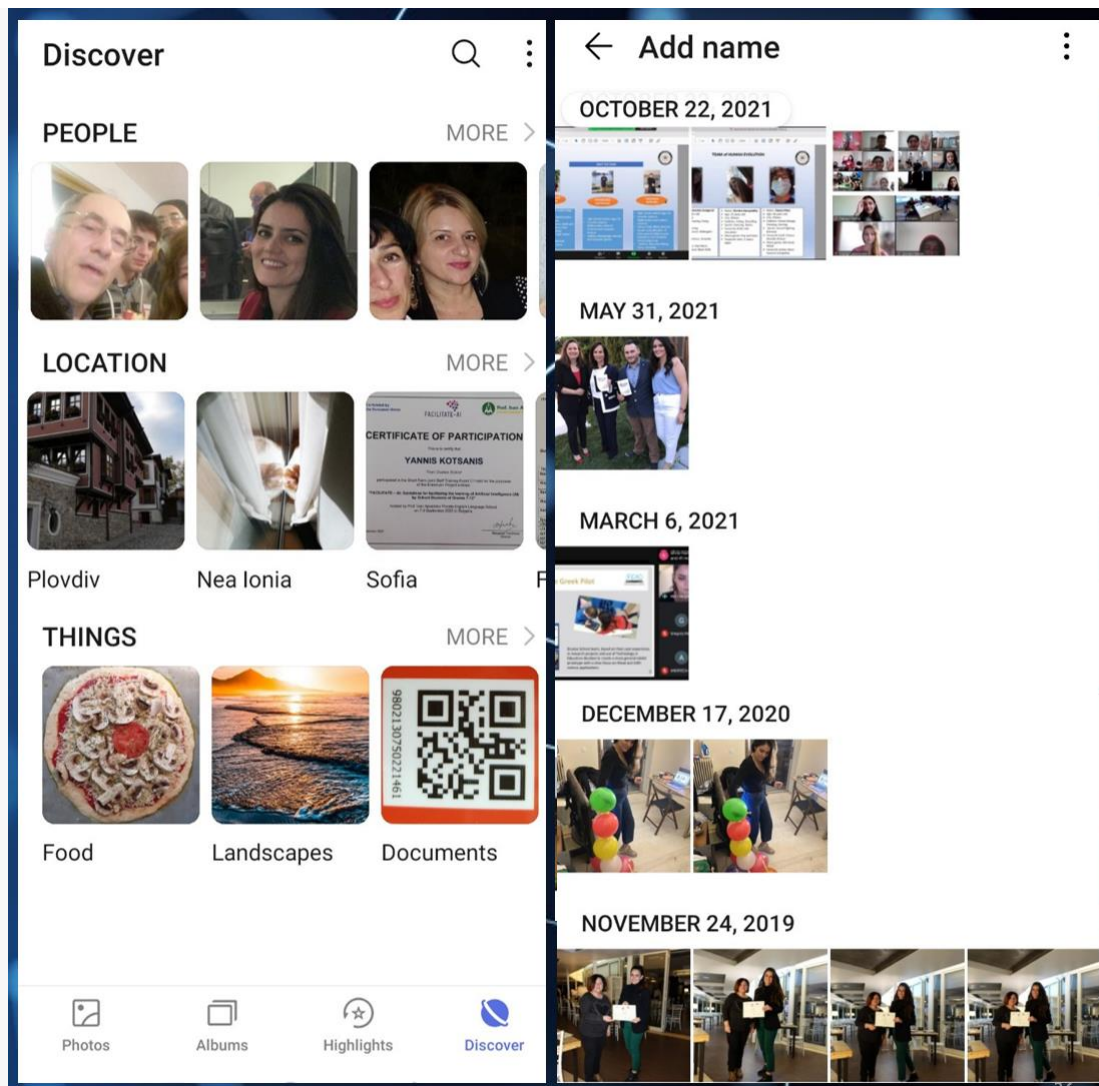 Discover
PEOPLE
MORE
LOCATION
MORE
FACILITATE-AI
CERTIFICATE OF PARTICIPATION
YANNIS KOTSANIS
Plovdiv
Nea Ionia
Sofia
F
THINGS
MORE
9802130750221461
Food
Landscapes
Documents
Photos
Albums
Highlights
Discover
Add name
OCTOBER 22, 2021
MAY 31, 2021
MARCH 6, 2021
Greek Pilot
DECEMBER 17, 2020
NOVEMBER 24, 2019